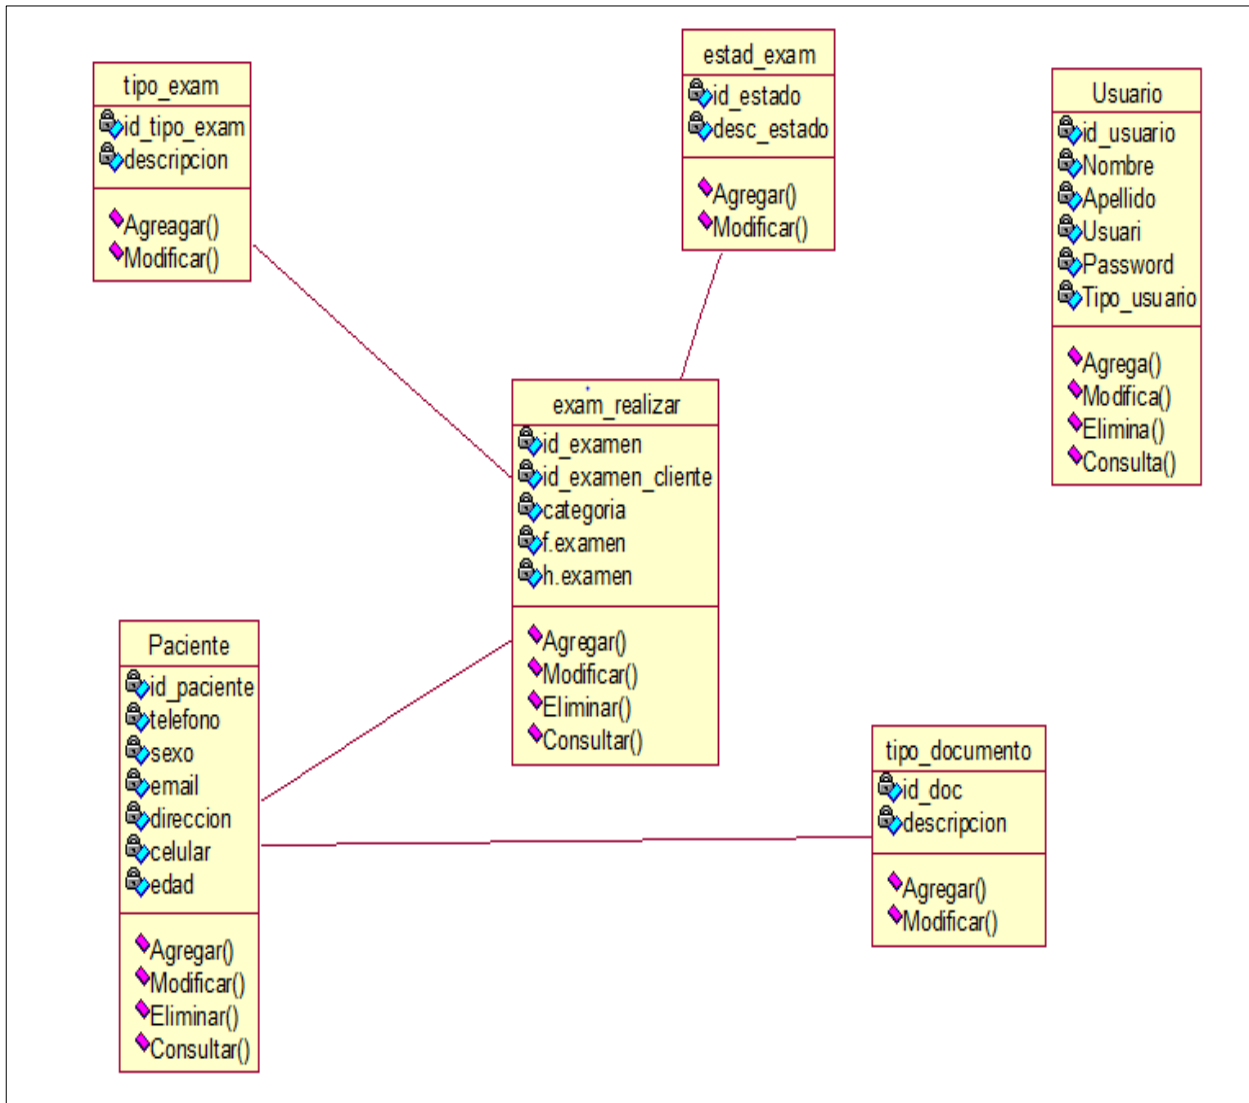 tipo_exam
id_tipo_exam
descripcion
Agreagar()
Modificar()
estad_exam
id_estado
desc_estado
Agregar()
Modificar()
Usuario
id_usuario
Nombre
Apellido
Usuari
Password
Tipo_usuario
Agrega()
Modifica()
Elimina()
Consulta()
exam_realizar
id_examen
id_examen_cliente
categoria
f.examen
h.examen
Agregar()
Modificar()
Eliminar()
Consultar()
Paciente
id_paciente
telefono
sexo
email
direccion
celular
edad
Agregar()
Modificar()
Eliminar()
Consultar()
tipo_documento
id_doc
descripcion
Agregar()
Modificar()